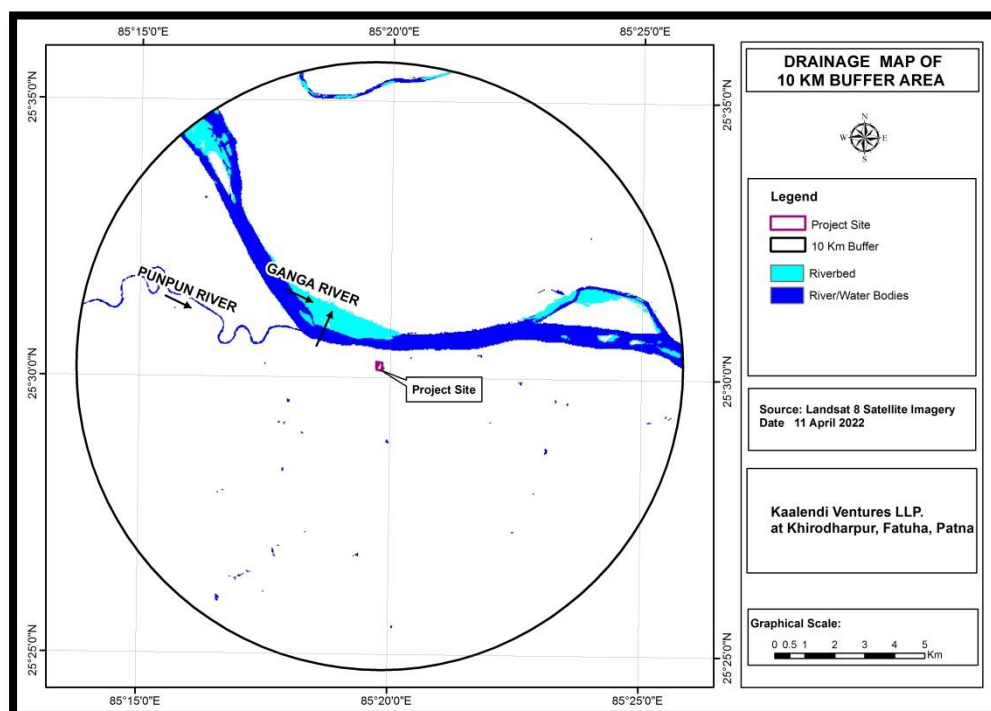 85°15'0"E
85°20'0"E
85°25'0"E
25°35'0"N
25°35'0"N
PUNPUN RIVER
GANGA RIVER
25°30'0"N
25°30'0"N
Project Site
25°25'0"N
25°25'0"N
85°15'0"E
85°20'0"E
85°25'0"E
DRAINAGE MAP OF
10 KM BUFFER AREA
N
W
E
S
Legend
Project Site
10 Km Buffer
Riverbed
River/Water Bodies
Source: Landsat 8 Satellite Imagery
Date 11 April 2022
Kaalendi Ventures LLP.
at Khirodharpur, Fatuha, Patna
Graphical Scale:
0 0.5 1 2 3 4 5
Km